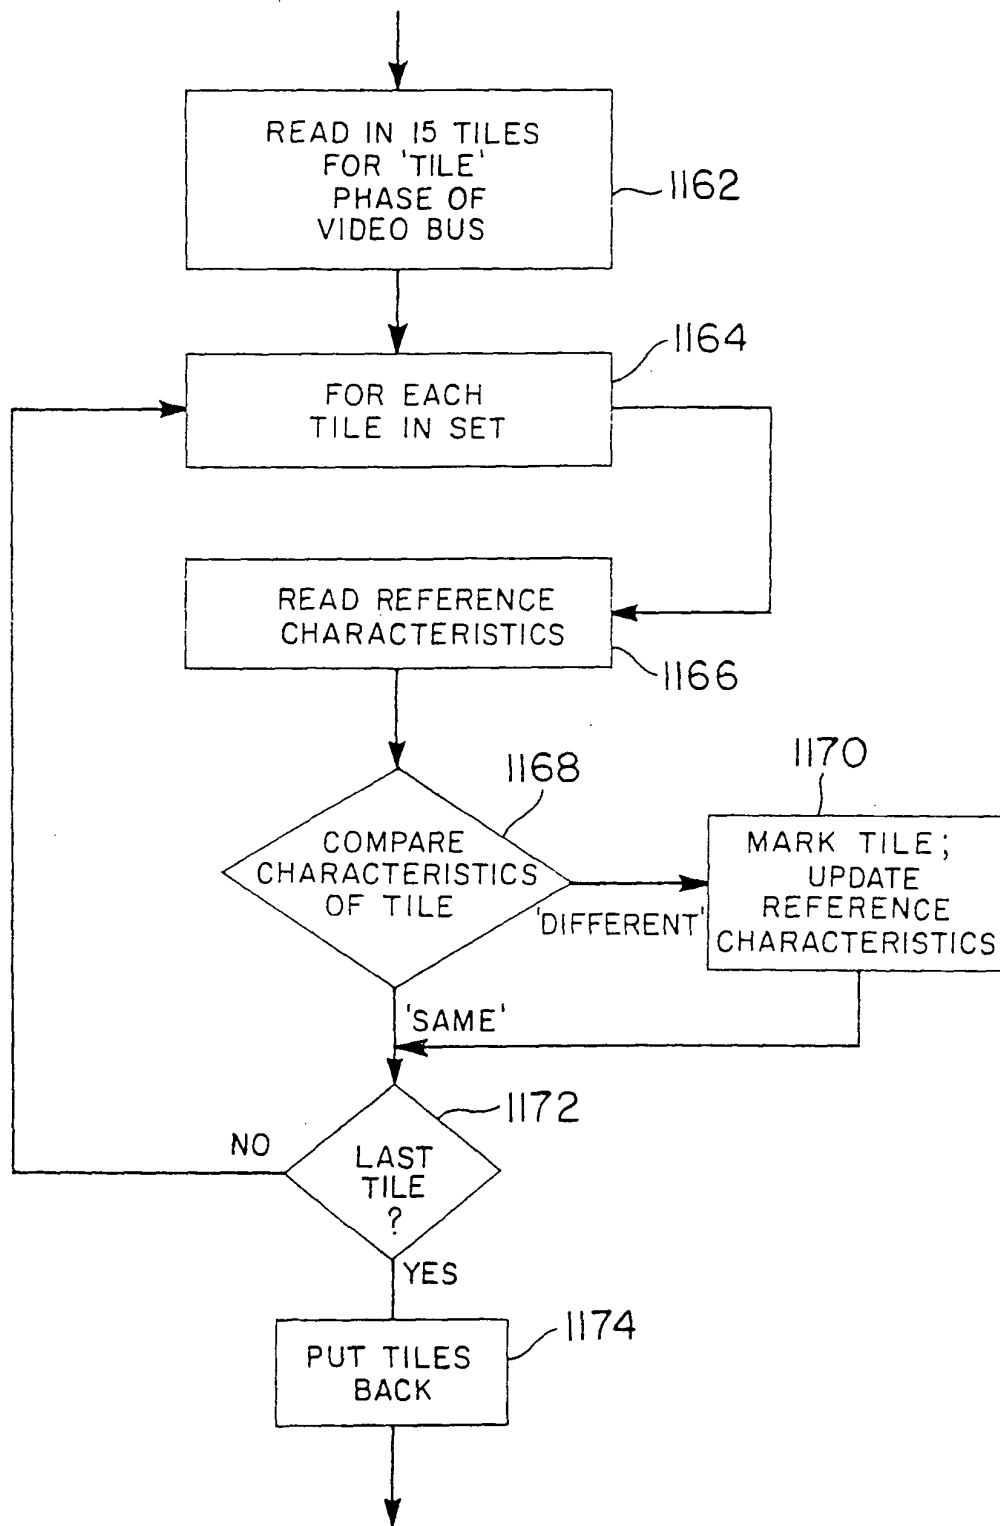 READ IN 15 TILES
FOR 'TILE'
PHASE OF
VIDEO BUS
1162
1164
FOR EACH
TILE IN SET
READ REFERENCE
CHARACTERISTICS
1166
1168
COMPARE
CHARACTERISTICS
OF TILE
'DIFFERENT'
1170
MARK TILE;
UPDATE
REFERENCE
CHARACTERISTICS
'SAME'
1172
NO
LAST
TILE
?
YES
1174
PUT TILES
BACK